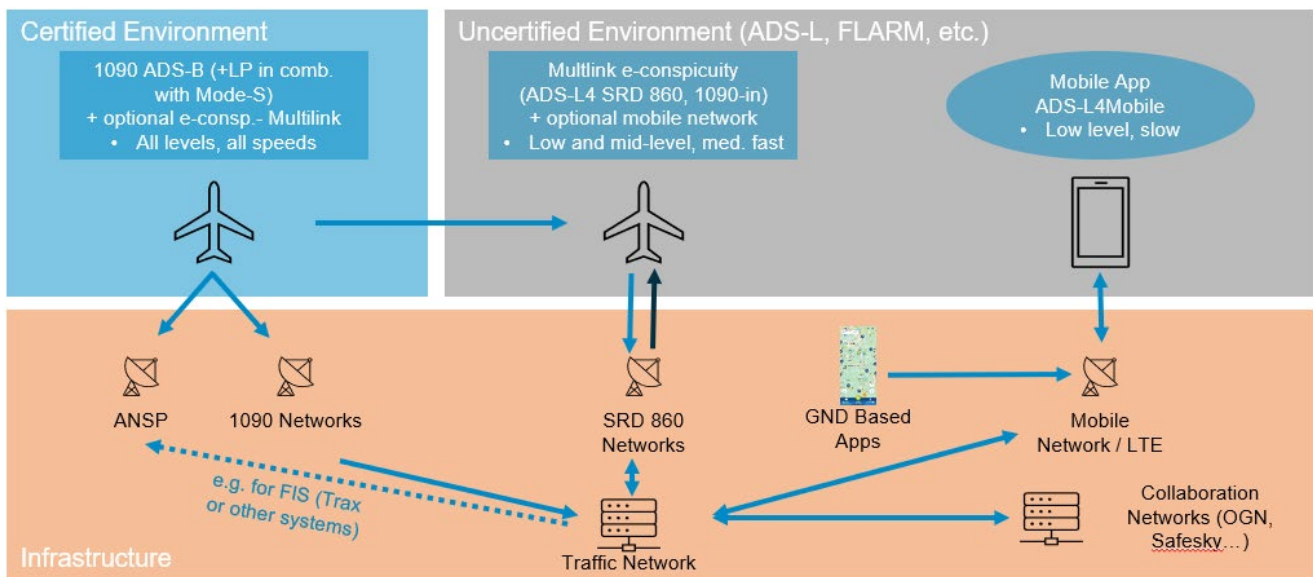 Certified Environment
1090 ADS-B (+LP in comb.
with Mode-S)
+ optional e-consp.- Multilink
• All levels, all speeds
Uncertified Environment (ADS-L, FLARM, etc.)
Multlink e-conspicuity
(ADS-L4 SRD 860, 1090-in)
+ optional mobile network
• Low and mid-level, med. fast
Mobile App
ADS-L4Mobile
• Low level, slow
ANSP
1090 Networks
SRD 860
Networks
GND Based
Apps
Mobile
Network / LTE
e.g. for FIS (Trax
or other systems)
Traffic Network
Collaboration
Networks (OGN,
Safesky…)
Infrastructure